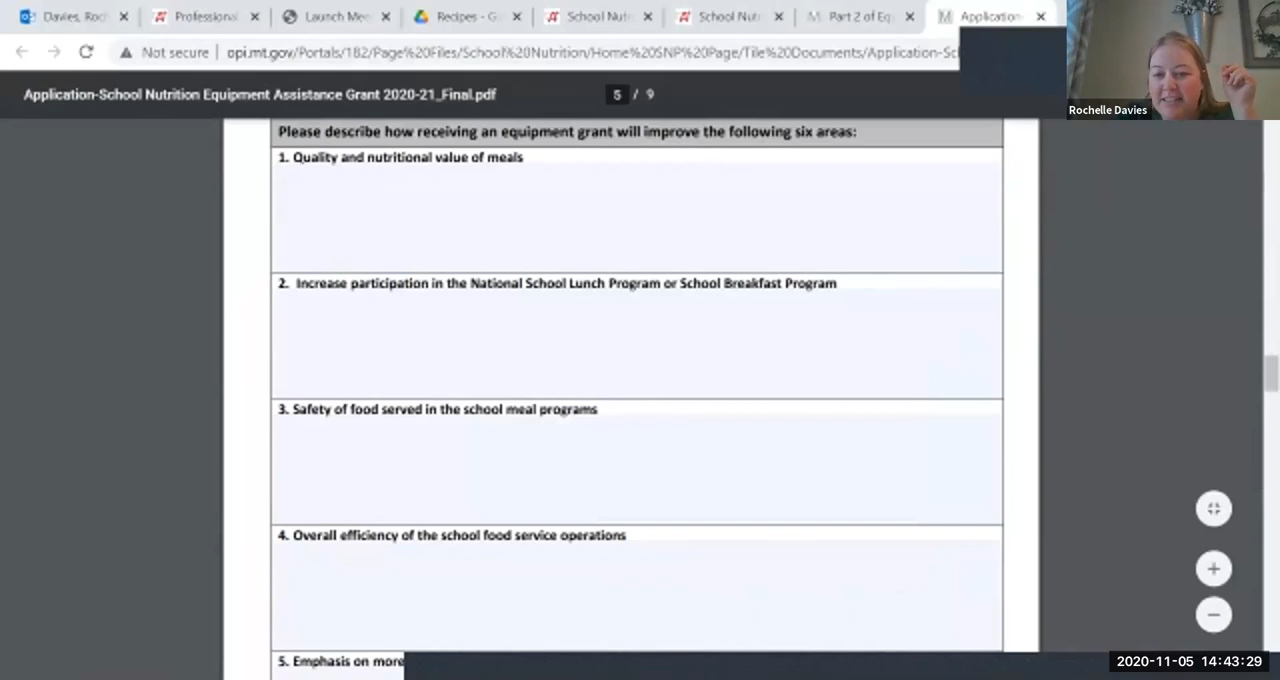 Davies, Roc
Professional
Launch Mee
Recipes - G
School Nutr
School Nutr
Part 2 of Eq
Application-
Not secure | opi.mt.gov/Portals/182/Page%20Files/School%20Nutrition/Home%20SNP%20Page/Tile%20Documents/Application-Sc
Rochelle Davies
Application-School Nutrition Equipment Assistance Grant 2020-21_Final.pdf
5 / 9
Please describe how receiving an equipment grant will improve the following six areas:
1. Quality and nutritional value of meals
2. Increase participation in the National School Lunch Program or School Breakfast Program
3. Safety of food served in the school meal programs
4. Overall efficiency of the school food service operations
5. Emphasis on more
2020-11-05 14:43:29